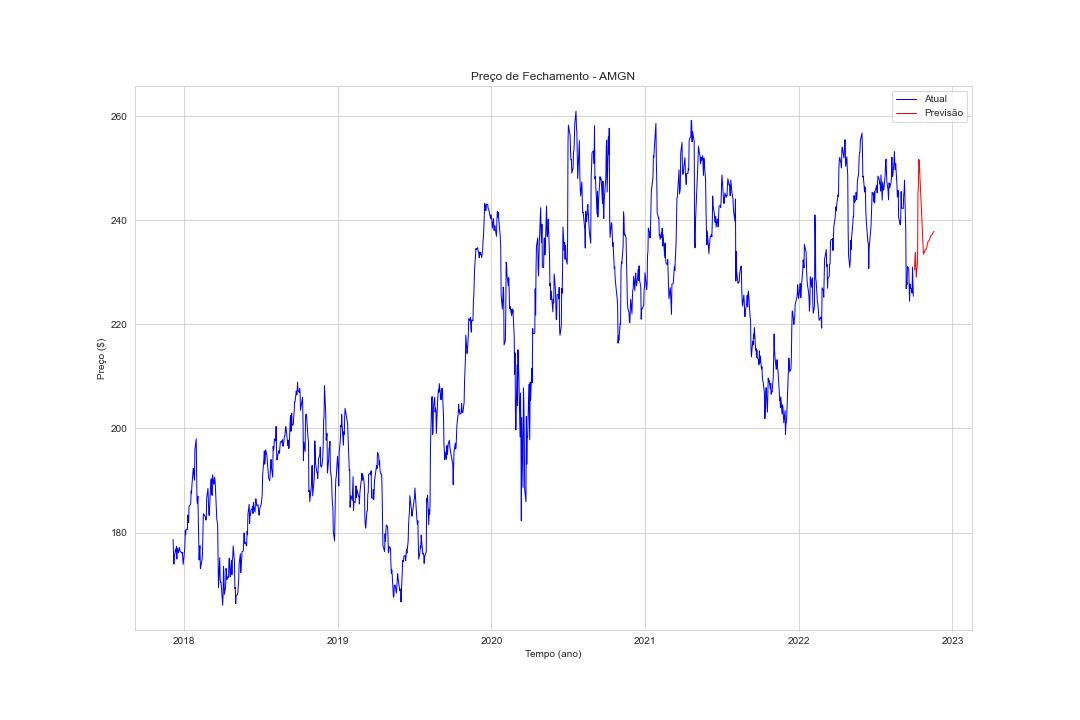 Preço de Fechamento - AMGN
Atual
Previsão
260
240
220
200
180
Preço ($)
2018
2019
2020
2021
2022
2023
Tempo (ano)